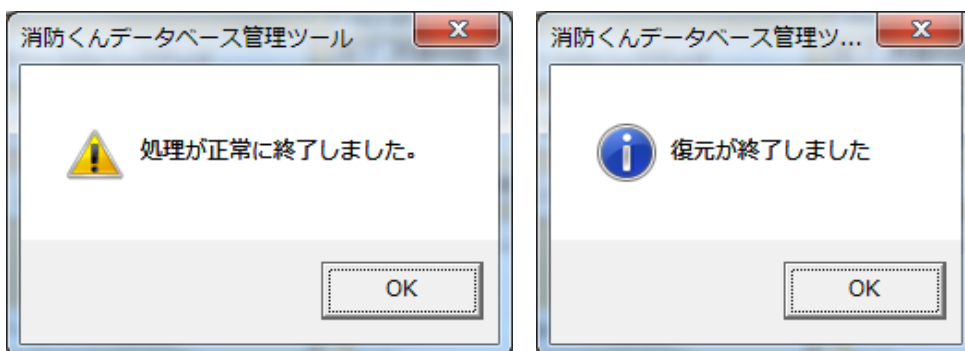 消防くんデータベース管理ツール
処理が正常に終了しました。
OK
消防くんデータベース管理ツ...
復元が終了しました
OK